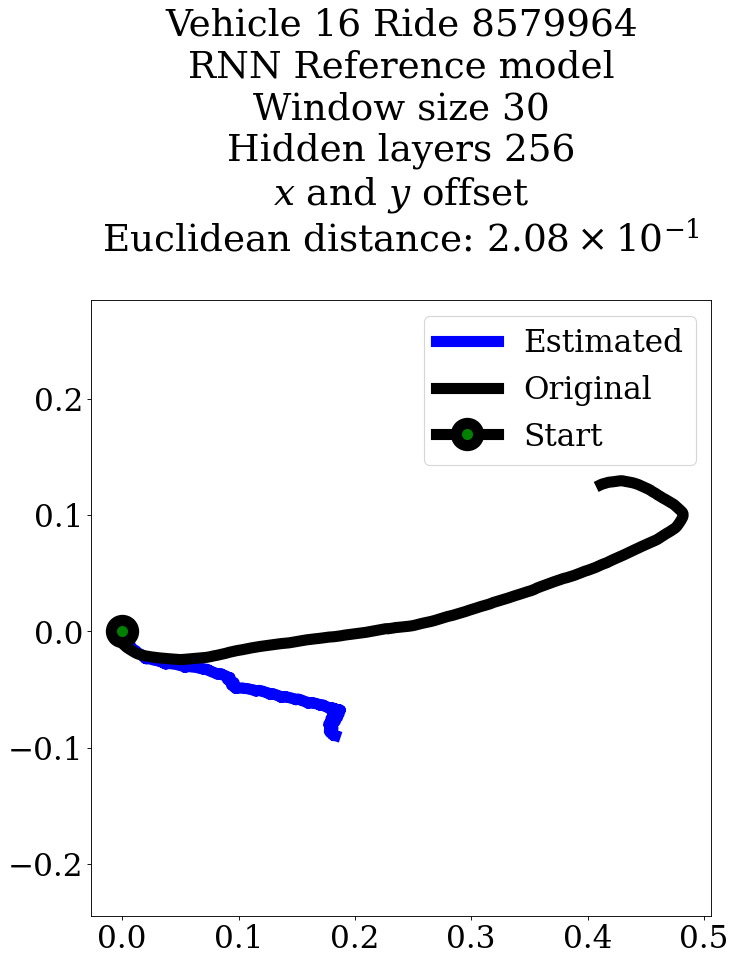 Vehicle 16 Ride 8579964
RNN Reference model
Window size 30
Hidden layers 256
x and y offset
Euclidean distance: 2.08 × 10⁻¹
Estimated
Original
Start
0.2
0.1
0.0
−0.1
−0.2
0.0 0.1 0.2 0.3 0.4 0.5